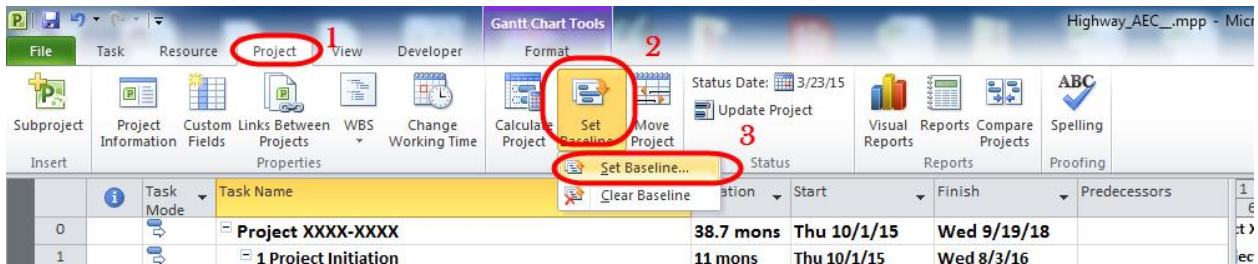 Gantt Chart Tools
Highway_AEC__.mpp - Micr
File Task Resource Project 1 View Developer Format 2
Subproject
Project Information
Custom Fields
Links Between Projects
WBS
Change Working Time
Calculate Project
Set Baseline
Move Project
Status Date: 3/23/15
Update Project
3
Visual Reports
Reports
Compare Projects
ABC
Spelling
Insert Properties Status Reports Proofing
Set Baseline...
Clear Baseline
Task Mode Task Name ation Start Finish Predecessors 1
6
0 Project XXXX-XXXX 38.7 mons Thu 10/1/15 Wed 9/19/18
1 1 Project Initiation 11 mons Thu 10/1/15 Wed 8/3/16